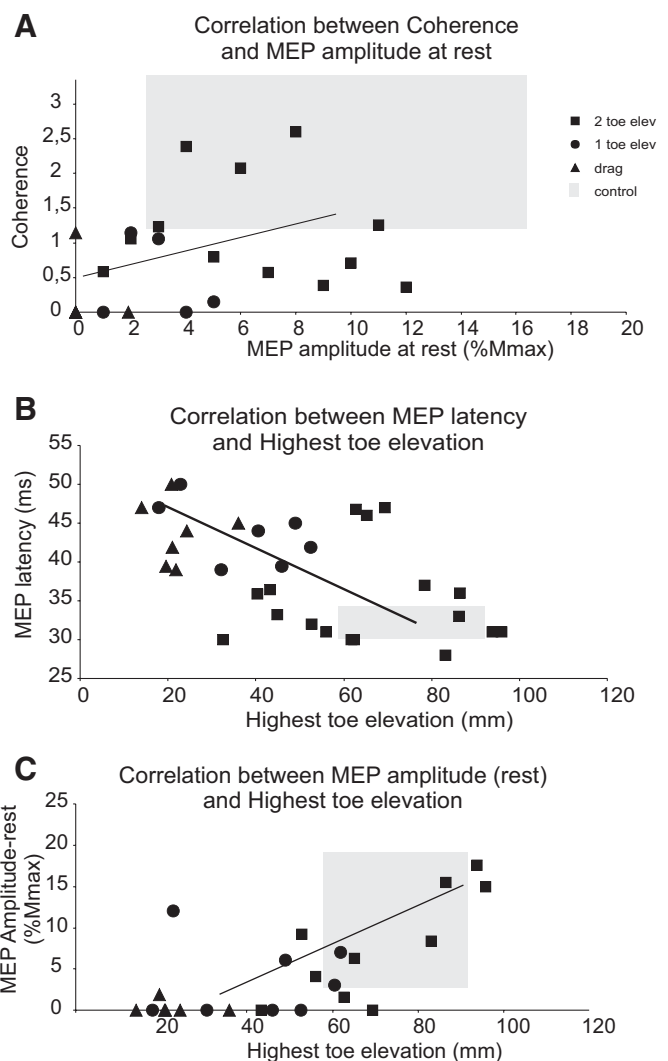 A
Correlation between Coherence
and MEP amplitude at rest
3
2,5
2
1,5
1
0,5
0
Coherence
2 toe elev
1 toe elev
drag
control
0 2 4 6 8 10 12 14 16 18 20
MEP amplitude at rest (%Mmax)
B
Correlation between MEP latency
and Highest toe elevation
55
50
45
40
35
30
25
MEP latency (ms)
0 20 40 60 80 100 120
Highest toe elevation (mm)
C
Correlation between MEP amplitude (rest)
and Highest toe elevation
25
20
15
10
5
0
MEP Amplitude-rest
(%Mmax)
20 40 60 80 100 120
Highest toe elevation (mm)